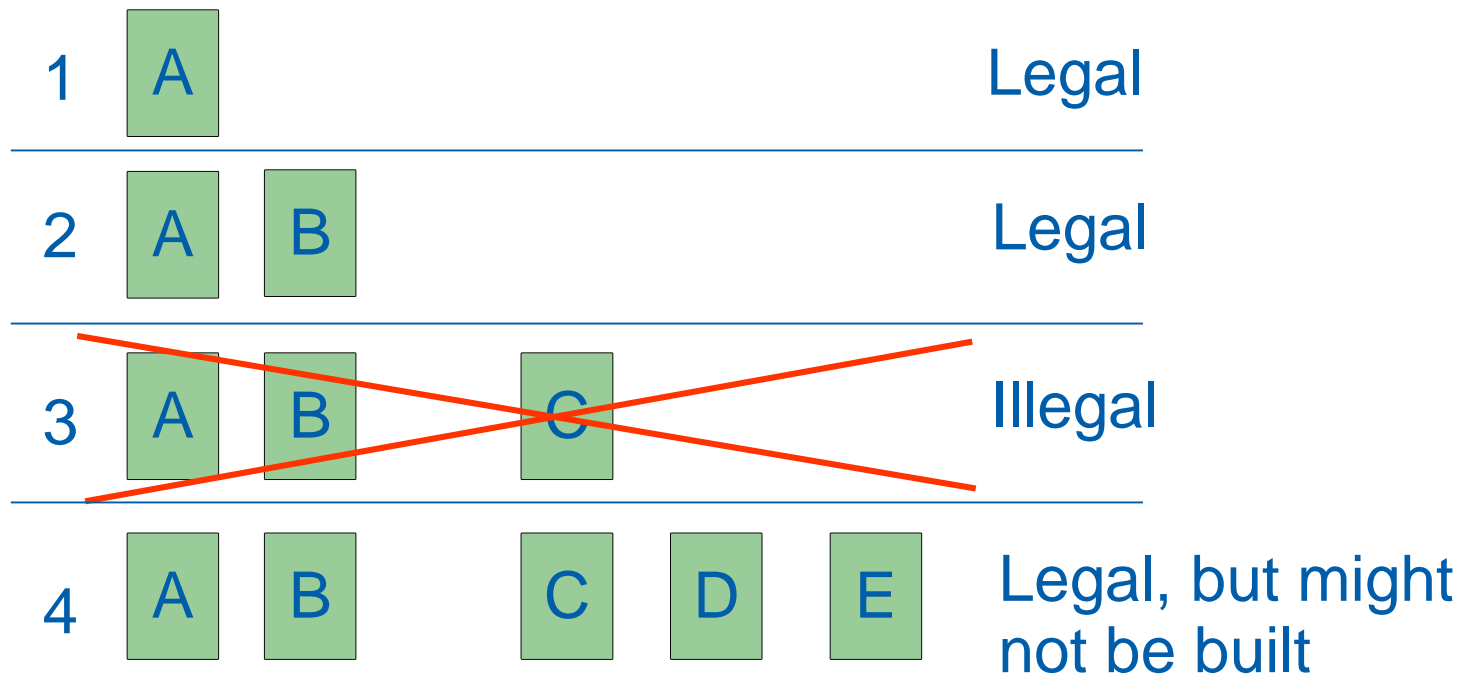 1 A Legal
2 A B Legal
3 A B C Illegal
4 A B C D E Legal, but might
not be built